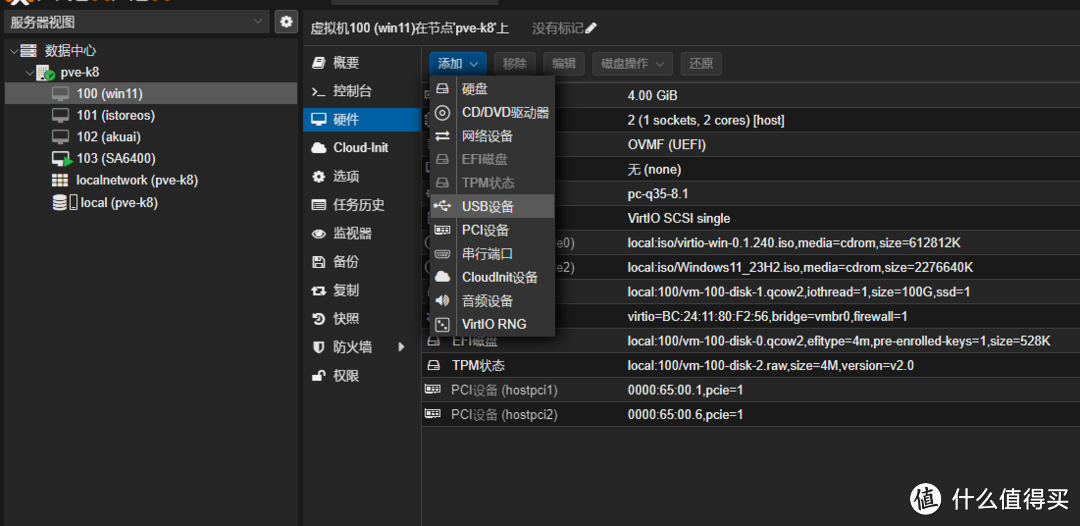 服务器视图
虚拟机100 (win11)在节点'pve-k8'上 没有标记
数据中心
pve-k8
100 (win11)
101 (istoreos)
102 (akuai)
103 (SA6400)
localnetwork (pve-k8)
local (pve-k8)
概要
控制台
硬件
Cloud-Init
选项
任务历史
监视器
备份
复制
快照
防火墙
权限
添加 移除 编辑 磁盘操作 还原
硬盘
CD/DVD驱动器
网络设备
EFI磁盘
TPM状态
USB设备
PCI设备
串行端口
CloudInit设备
音频设备
VirtIO RNG
4.00 GiB
2 (1 sockets, 2 cores) [host]
OVMF (UEFI)
无 (none)
pc-q35-8.1
VirtIO SCSI single
e0) local:iso/virtio-win-0.1.240.iso,media=cdrom,size=612812K
e2) local:iso/Windows11_23H2.iso,media=cdrom,size=2276640K
local:100/vm-100-disk-1.qcow2,iothread=1,size=100G,ssd=1
virtio=BC:24:11:80:F2:56,bridge=vmbr0,firewall=1
EFI磁盘 local:100/vm-100-disk-0.qcow2,efitype=4m,pre-enrolled-keys=1,size=528K
TPM状态 local:100/vm-100-disk-2.raw,size=4M,version=v2.0
PCI设备 (hostpci1) 0000:65:00.1,pcie=1
PCI设备 (hostpci2) 0000:65:00.6,pcie=1
值 什么值得买